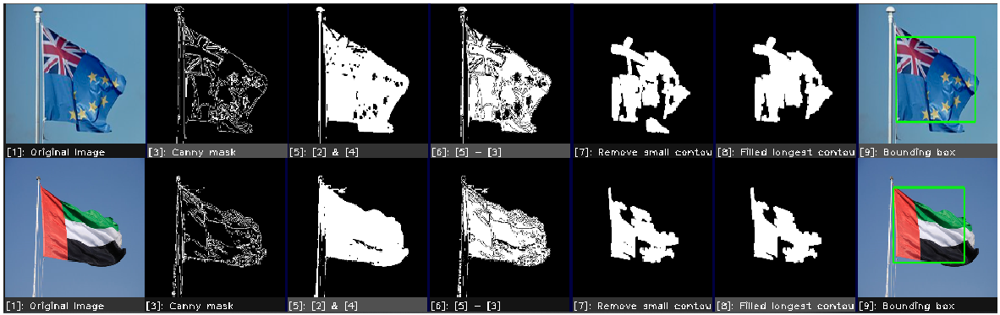 [1]: Original Image
[3]: Canny mask
[5]: [2] & [4]
[6]: [5] - [3]
[7]: Remove small contou
[8]: Filled longest contou
[9]: Bounding box
[1]: Original Image
[3]: Canny mask
[5]: [2] & [4]
[6]: [5] - [3]
[7]: Remove small contou
[8]: Filled longest contou
[9]: Bounding box